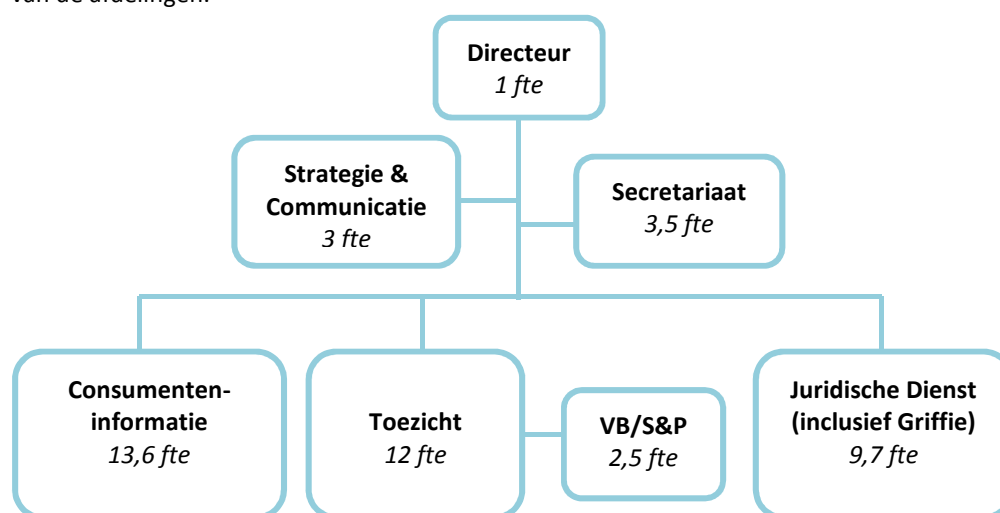 van de afdelingen.
Directeur
1 fte
Strategie &
Communicatie
3 fte
Secretariaat
3,5 fte
Consumenten-
informatie
13,6 fte
Toezicht
12 fte
VB/S&P
2,5 fte
Juridische Dienst
(inclusief Griffie)
9,7 fte